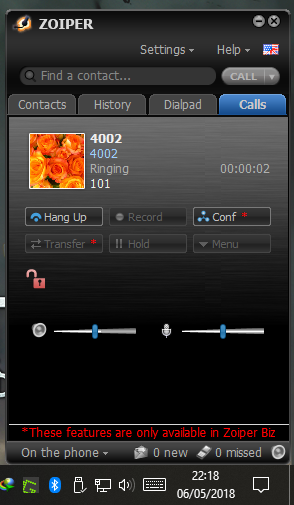 ZOIPER
Settings Help
Find a contact... CALL
Contacts History Dialpad Calls
4002
4002
Ringing 00:00:02
101
Hang Up Record Conf *
Transfer * Hold Menu
*These features are only available in Zoiper Biz
On the phone 0 new 0 missed
22:18
06/05/2018